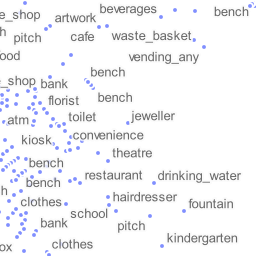 beverages
bench
e_shop
artwork
h
pitch
cafe
waste_basket
ood
vending_any
bench
_shop
bank
florist
bench
atm
toilet
jeweller
kiosk
convenience
theatre
bench
restaurant
drinking_water
bench
h
hairdresser
clothes
fountain
school
bank
pitch
kindergarten
ox
clothes